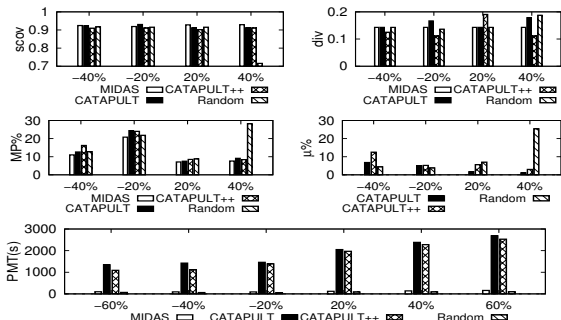 1
0.9
0.8
0.7
scov
−40% −20% 20% 40%
MIDAS CATAPULT++
CATAPULT Random
0.2
0.1
0
div
−40% −20% 20% 40%
MIDAS CATAPULT++
CATAPULT Random
30
20
10
0
MP%
−40% −20% 20% 40%
MIDAS CATAPULT++
CATAPULT Random
30
20
10
0
μ%
−40% −20% 20% 40%
CATAPULT Random
CATAPULT++
3000
2000
1000
0
PMT(s)
−60% −40% −20% 20% 40% 60%
MIDAS CATAPULT CATAPULT++ Random